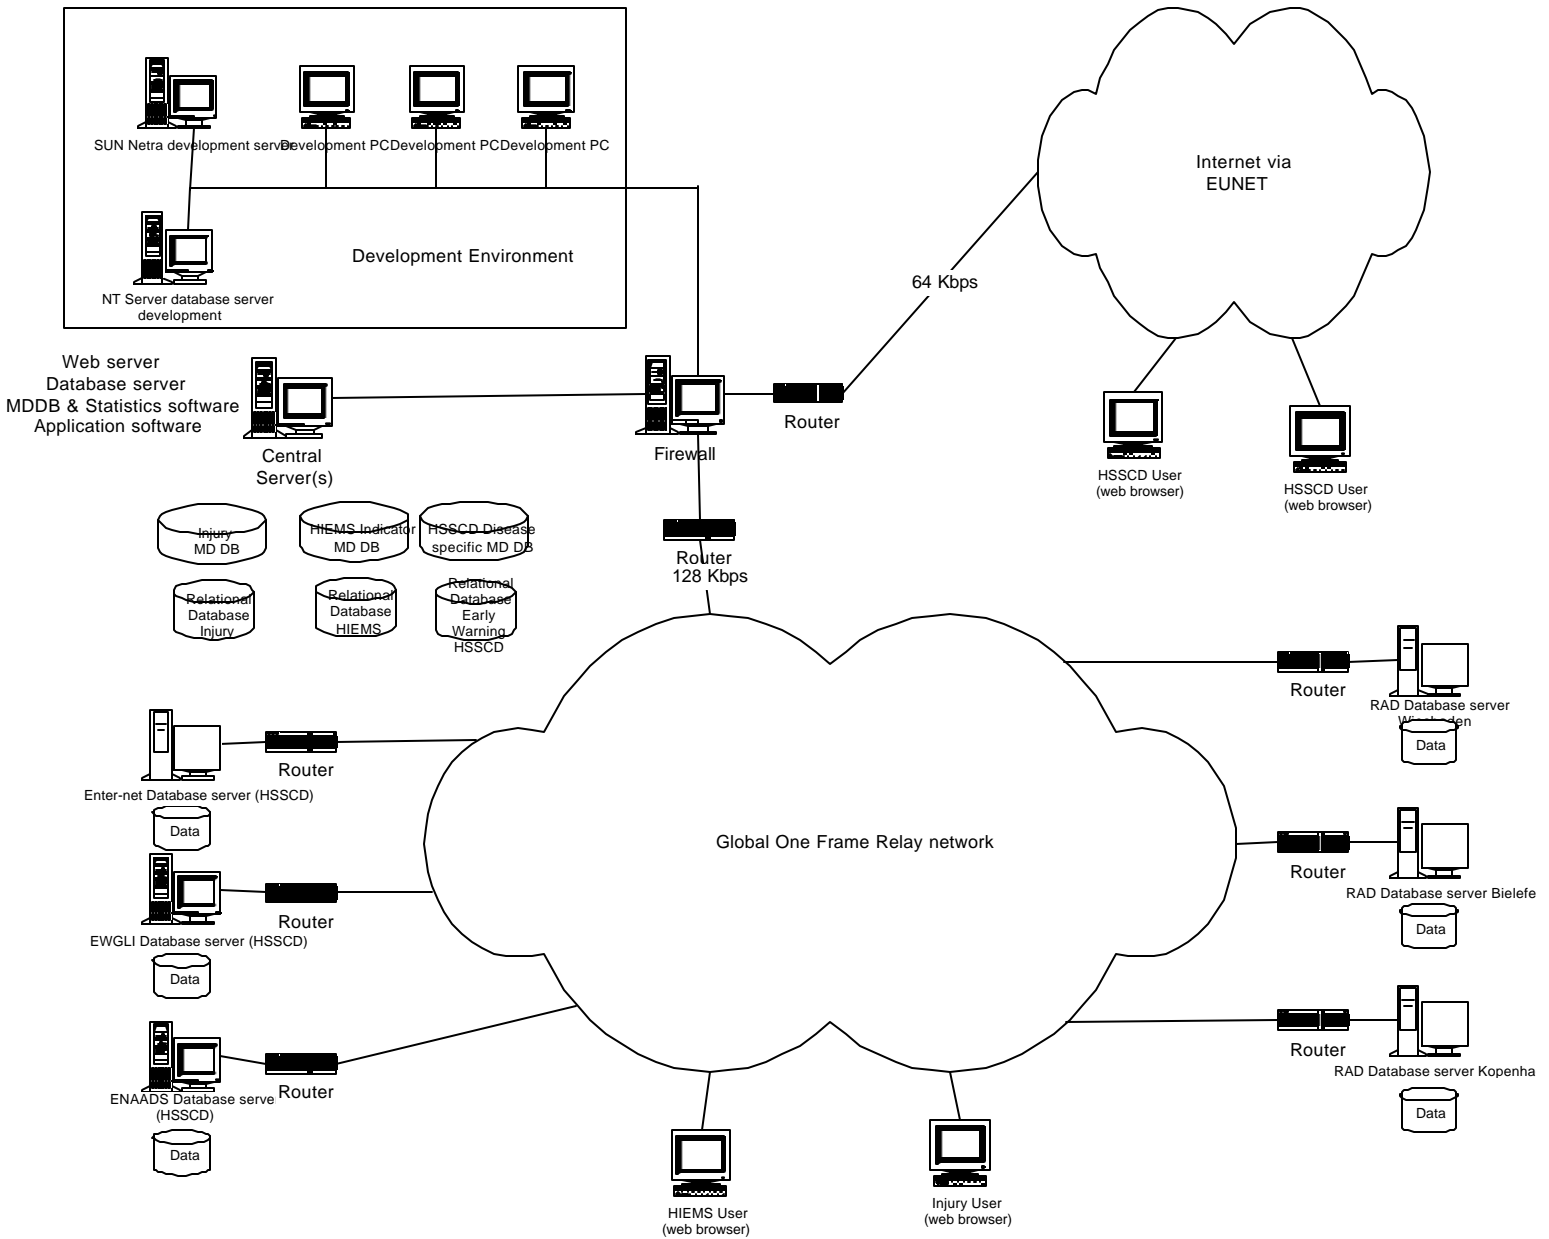 SUN Netra development server
Development PC
Development PC
Development PC
Internet via
EUNET
Development Environment
64 Kbps
NT Server database server
development
Web server
Database server
MDDB & Statistics software
Application software
Central
Server(s)
Firewall
Router
HSSCD User
(web browser)
HSSCD User
(web browser)
Injury
MD DB
HIEMS Indicator
MD DB
HSSCD Disease
specific MD DB
Router
128 Kbps
Relational
Database
Injury
Relational
Database
HIEMS
Relational
Database
Early
Warning
HSSCD
Router
RAD Database server
Wiesbaden
Data
Router
Enter-net Database server (HSSCD)
Data
Global One Frame Relay network
Router
RAD Database server Bielefe
Data
Router
EWGLI Database server (HSSCD)
Data
Router
RAD Database server Kopenha
Data
Router
ENAADS Database server
(HSSCD)
Data
HIEMS User
(web browser)
Injury User
(web browser)